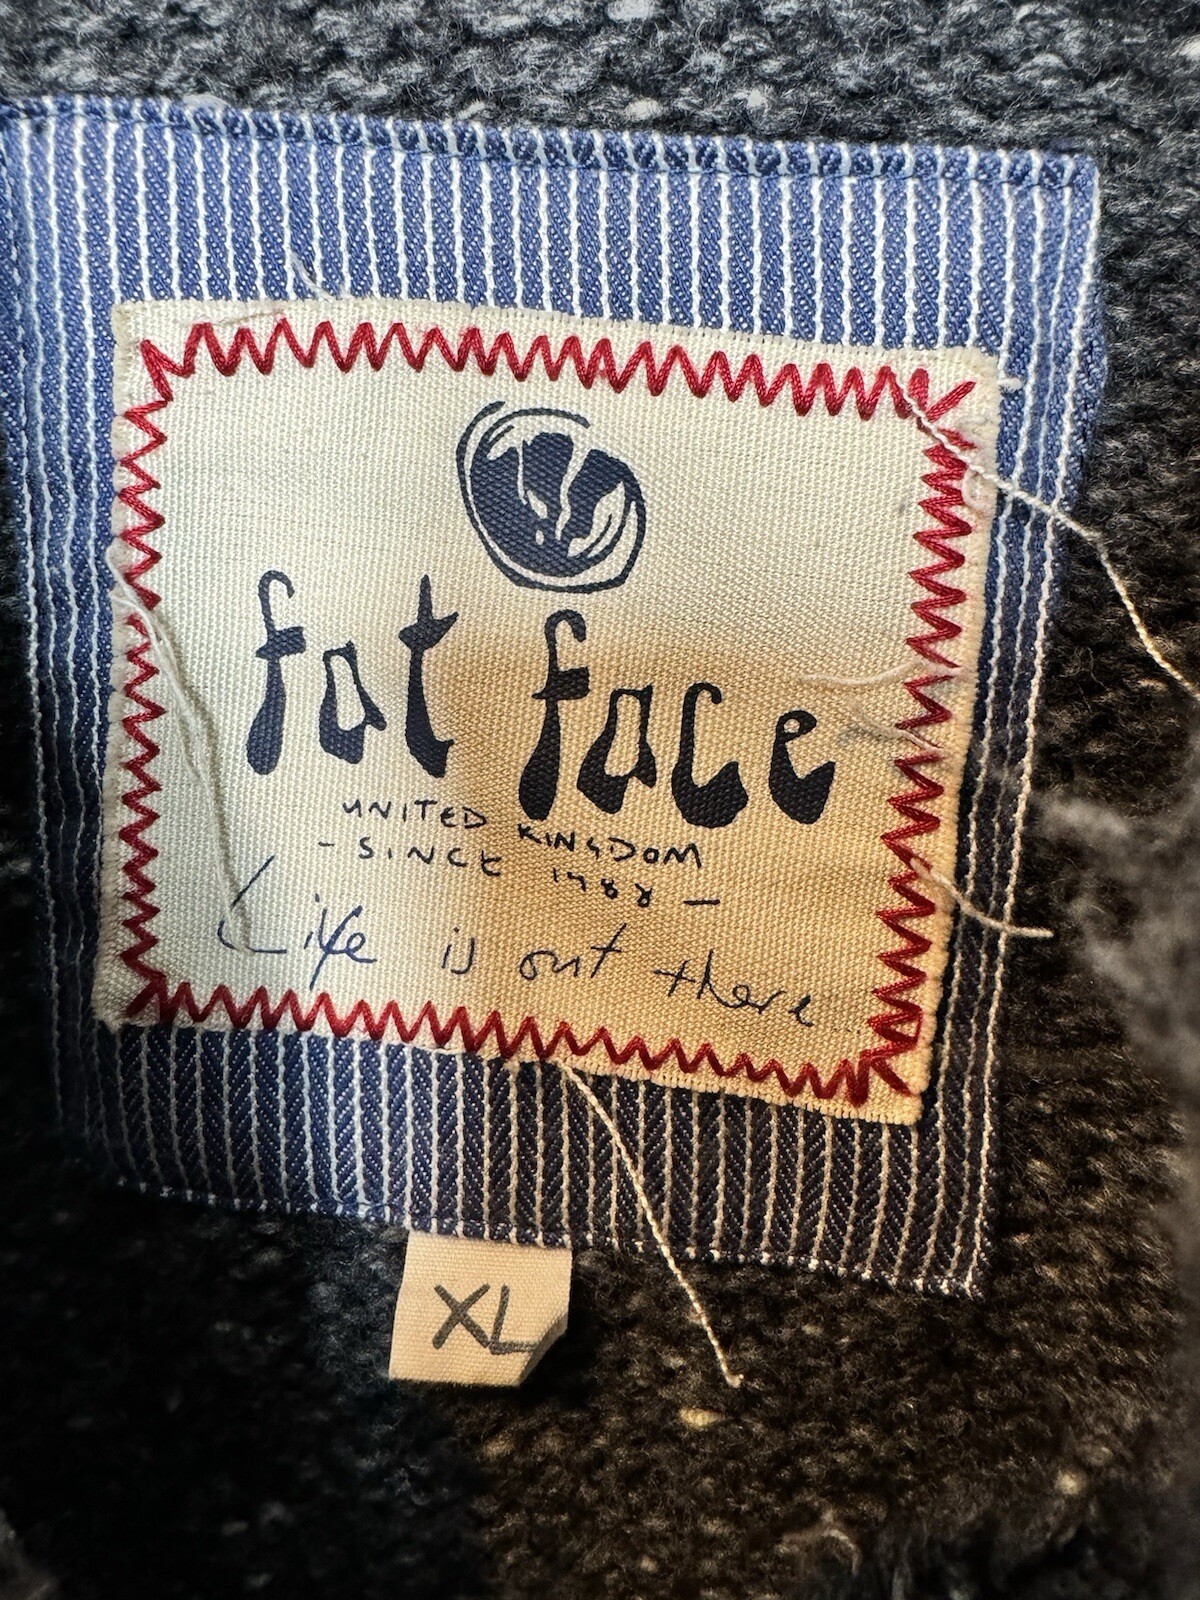 fat face
UNITED KINGDOM
- SINCE 1988 -
Life is out there
XL